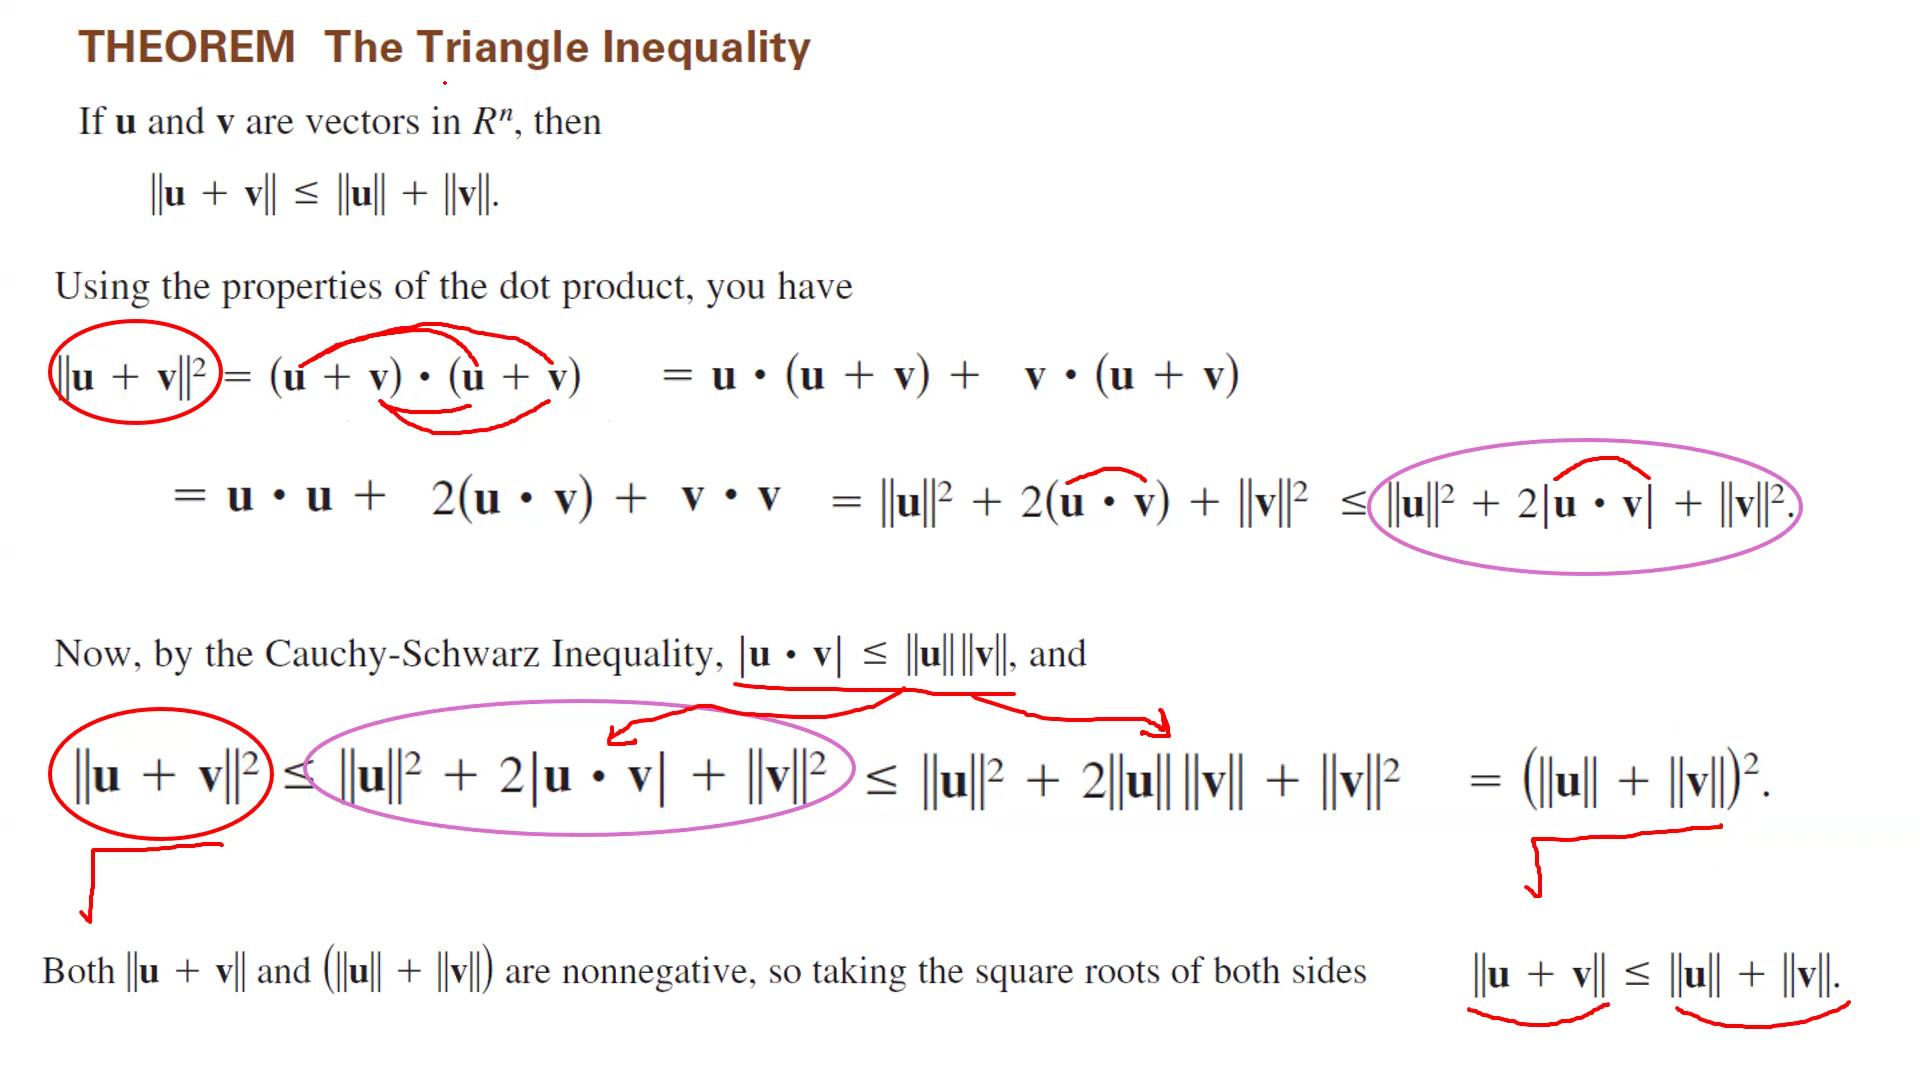 THEOREM The Triangle Inequality
If u and v are vectors in Rⁿ, then
‖u + v‖ ≤ ‖u‖ + ‖v‖.
Using the properties of the dot product, you have
‖u + v‖² = (u + v) • (u + v) = u • (u + v) + v • (u + v)
= u • u + 2(u • v) + v • v = ‖u‖² + 2(u • v) + ‖v‖² ≤ ‖u‖² + 2|u • v| + ‖v‖².
Now, by the Cauchy-Schwarz Inequality, |u • v| ≤ ‖u‖ ‖v‖, and
‖u + v‖² ≤ ‖u‖² + 2|u • v| + ‖v‖² ≤ ‖u‖² + 2‖u‖ ‖v‖ + ‖v‖² = (‖u‖ + ‖v‖)².
Both ‖u + v‖ and (‖u‖ + ‖v‖) are nonnegative, so taking the square roots of both sides ‖u + v‖ ≤ ‖u‖ + ‖v‖.